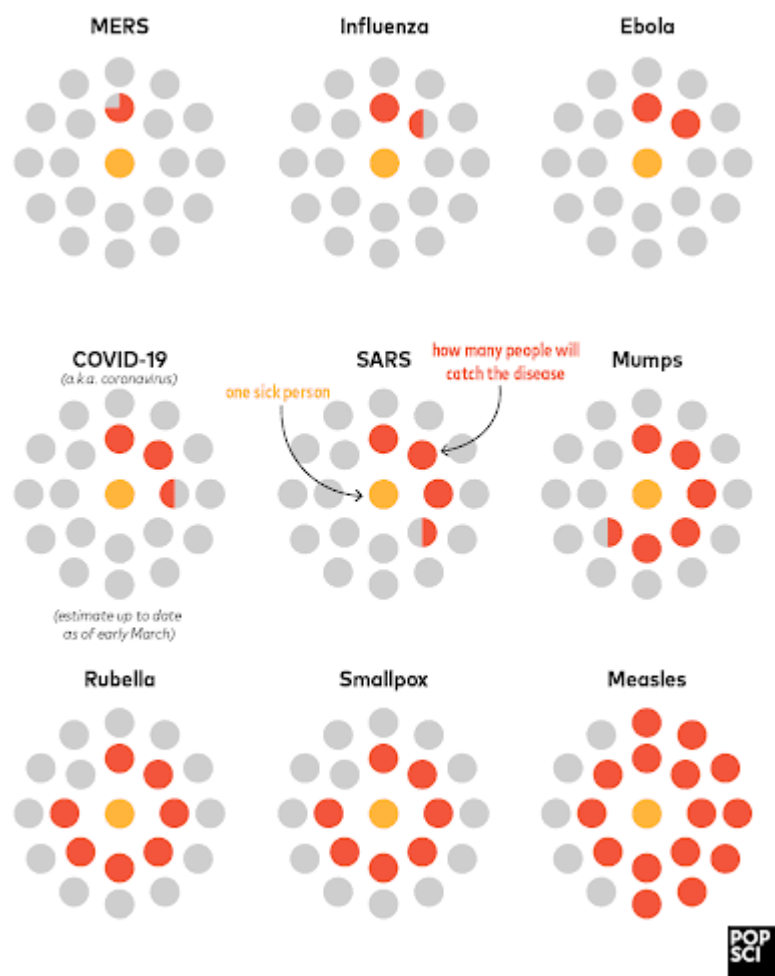 MERS
Influenza
Ebola
COVID-19
(a.k.a. coronavirus)
one sick person
SARS
how many people will
catch the disease
Mumps
(estimate up to date
as of early March)
Rubella
Smallpox
Measles
POP
SCI